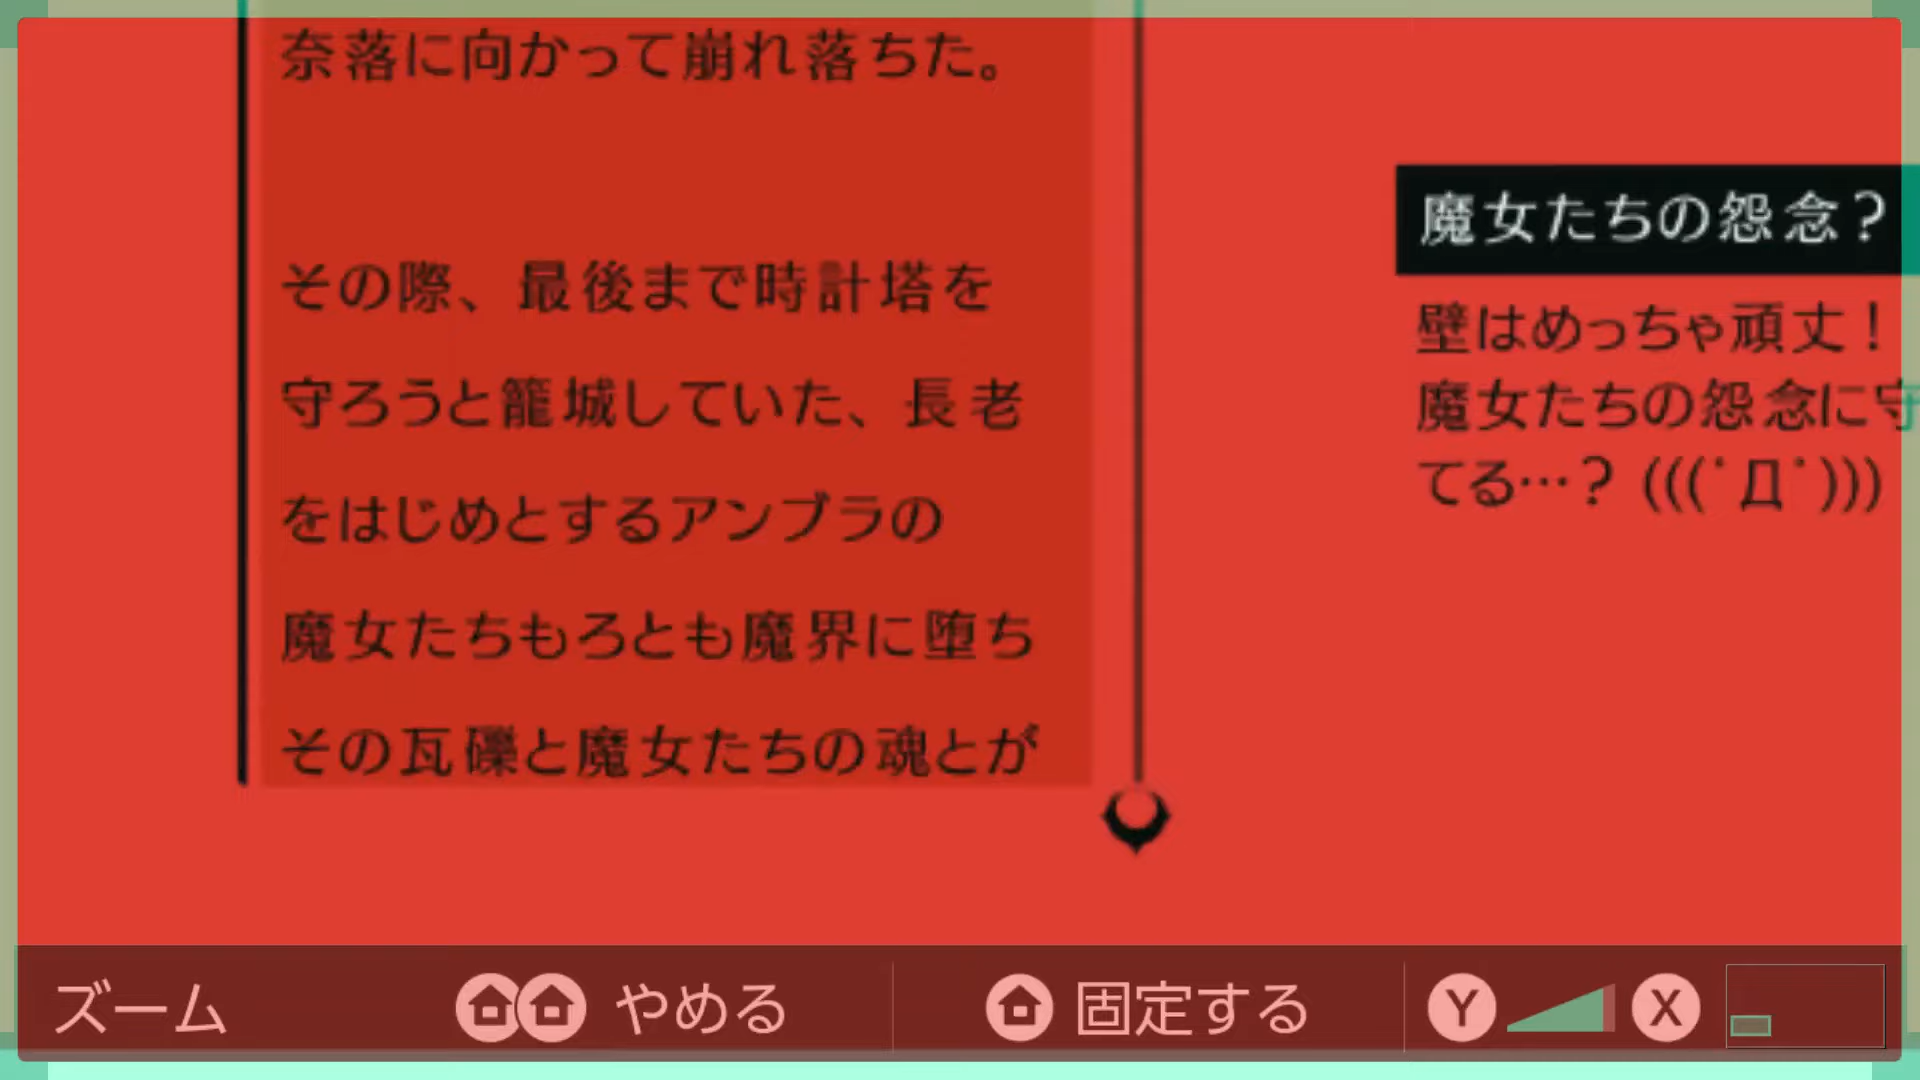 奈落に向かって崩れ落ちた。
その際、最後まで時計塔を
守ろうと籠城していた、長老
をはじめとするアンブラの
魔女たちもろとも魔界に堕ち
その瓦礫と魔女たちの魂とが
魔女たちの怨念？
壁はめっちゃ頑丈！
魔女たちの怨念に守
てる…？(((ﾟДﾟ)))
ズーム
やめる
固定する
Y
X